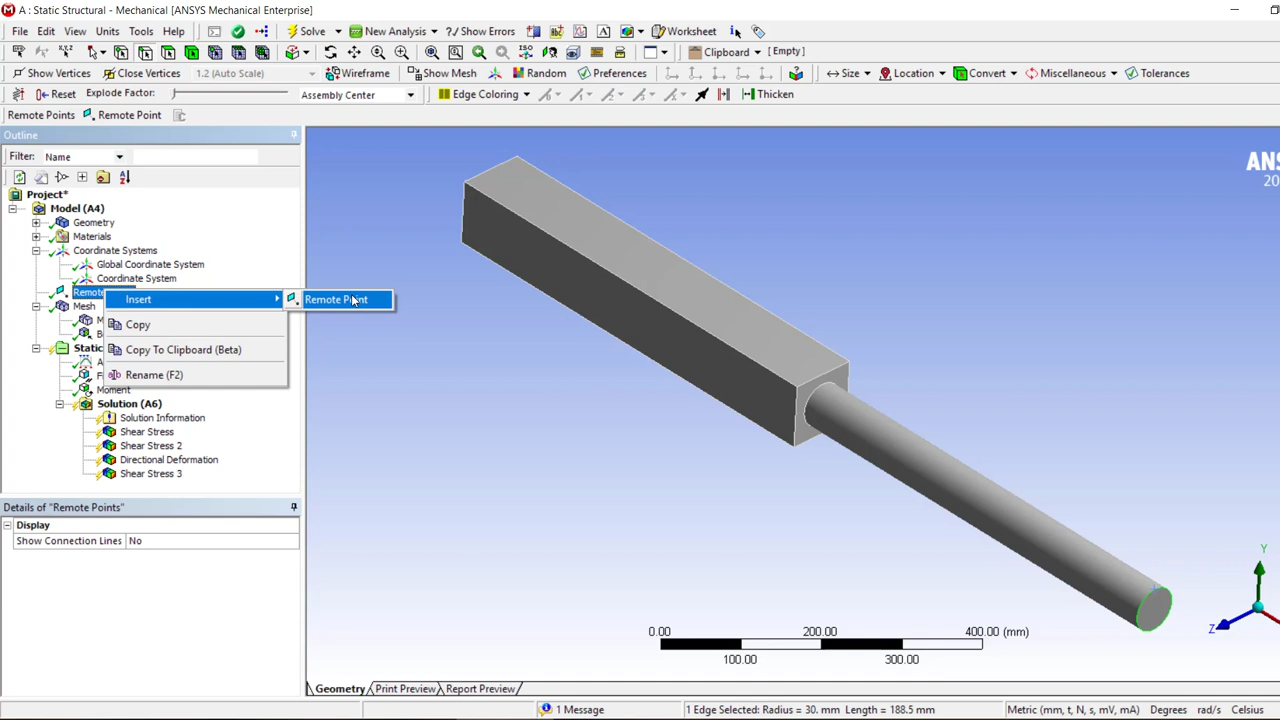 A : Static Structural - Mechanical [ANSYS Mechanical Enterprise]
File Edit View Units Tools Help Solve New Analysis ?/ Show Errors Worksheet
Clipboard [ Empty ]
Show Vertices Close Vertices 1.2 (Auto Scale) Wireframe Show Mesh Random Preferences Size Location Convert Miscellaneous Tolerances
Reset Explode Factor: Assembly Center Edge Coloring Thicken
Remote Points Remote Point
Outline
Filter: Name
Project*
Model (A4)
Geometry
Materials
Coordinate Systems
Global Coordinate System
Coordinate System
Remote
Insert
Remote Point
Mesh
Copy
Copy To Clipboard (Beta)
Static
Rename (F2)
Moment
Solution (A6)
Solution Information
Shear Stress
Shear Stress 2
Directional Deformation
Shear Stress 3
Details of "Remote Points"
Display
Show Connection Lines No
ANS
20
Y
Z
0.00 200.00 400.00 (mm)
100.00 300.00
Geometry Print Preview Report Preview
1 Message 1 Edge Selected: Radius = 30. mm Length = 188.5 mm Metric (mm, t, N, s, mV, mA) Degrees rad/s Celsius